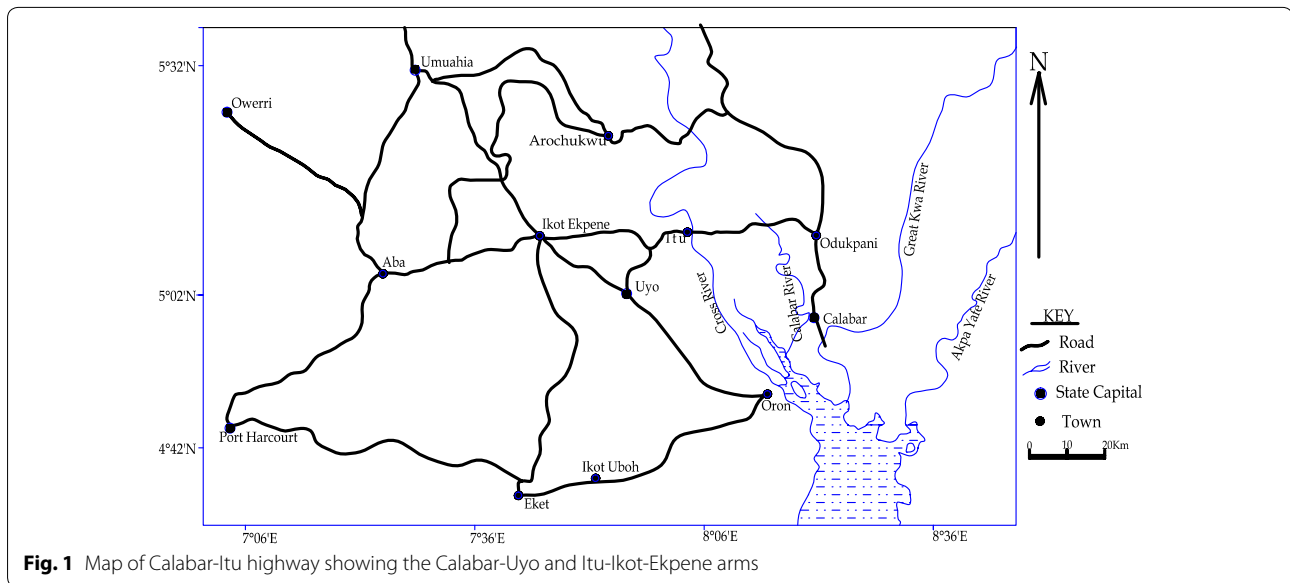 N
5°32'N
Umuahia
Owerri
Arochukwu
Great Kwa River
Ikot Ekpene
Itu
Odukpani
Aba
Uyo
5°02'N
Cross River
Calabar River
Calabar
Akpa Yafe River
KEY
Road
River
State Capital
Town
0 10 20Km
Oron
Port Harcourt
4°42'N
Ikot Uboh
Eket
7°06'E 7°36'E 8°06'E 8°36'E
Fig. 1 Map of Calabar-Itu highway showing the Calabar-Uyo and Itu-Ikot-Ekpene arms